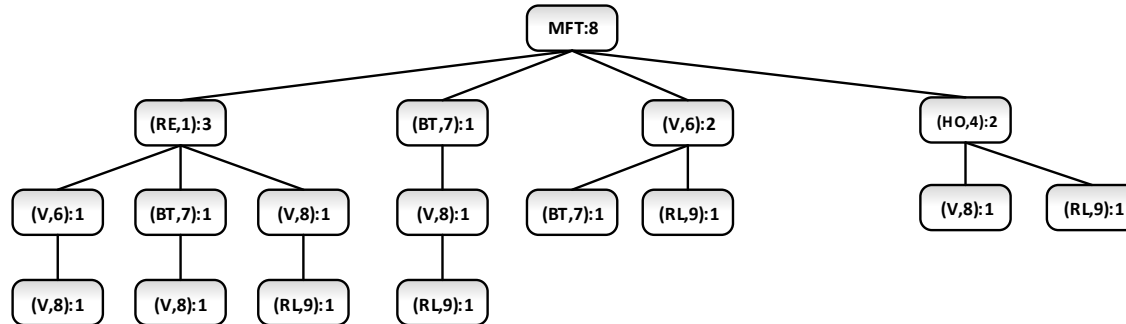 MFT:8
(RE,1):3
(BT,7):1
(V,6):2
(HO,4):2
(V,6):1
(BT,7):1
(V,8):1
(V,8):1
(BT,7):1
(RL,9):1
(V,8):1
(RL,9):1
(V,8):1
(V,8):1
(RL,9):1
(RL,9):1